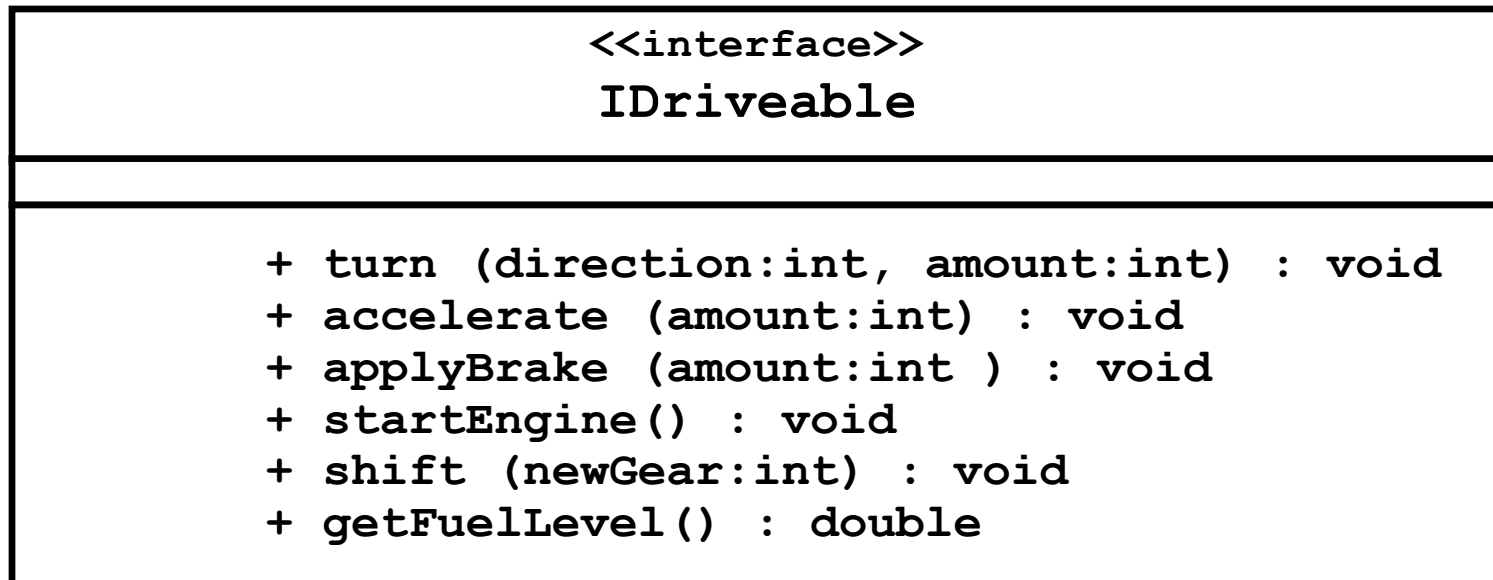 <<interface>>
IDriveable
+ turn (direction:int, amount:int) : void
+ accelerate (amount:int) : void
+ applyBrake (amount:int ) : void
+ startEngine() : void
+ shift (newGear:int) : void
+ getFuelLevel() : double